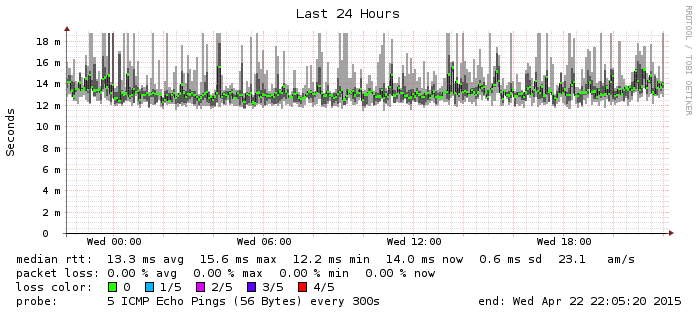 Last 24 Hours
RRDTOOL / TOBI OETIKER
Seconds
18 m
16 m
14 m
12 m
10 m
8 m
6 m
4 m
2 m
0
Wed 00:00 Wed 06:00 Wed 12:00 Wed 18:00
median rtt: 13.3 ms avg 15.6 ms max 12.2 ms min 14.0 ms now 0.6 ms sd 23.1 am/s
packet loss: 0.00 % avg 0.00 % max 0.00 % min 0.00 % now
loss color: 0 1/5 2/5 3/5 4/5
probe: 5 ICMP Echo Pings (56 Bytes) every 300s end: Wed Apr 22 22:05:20 2015